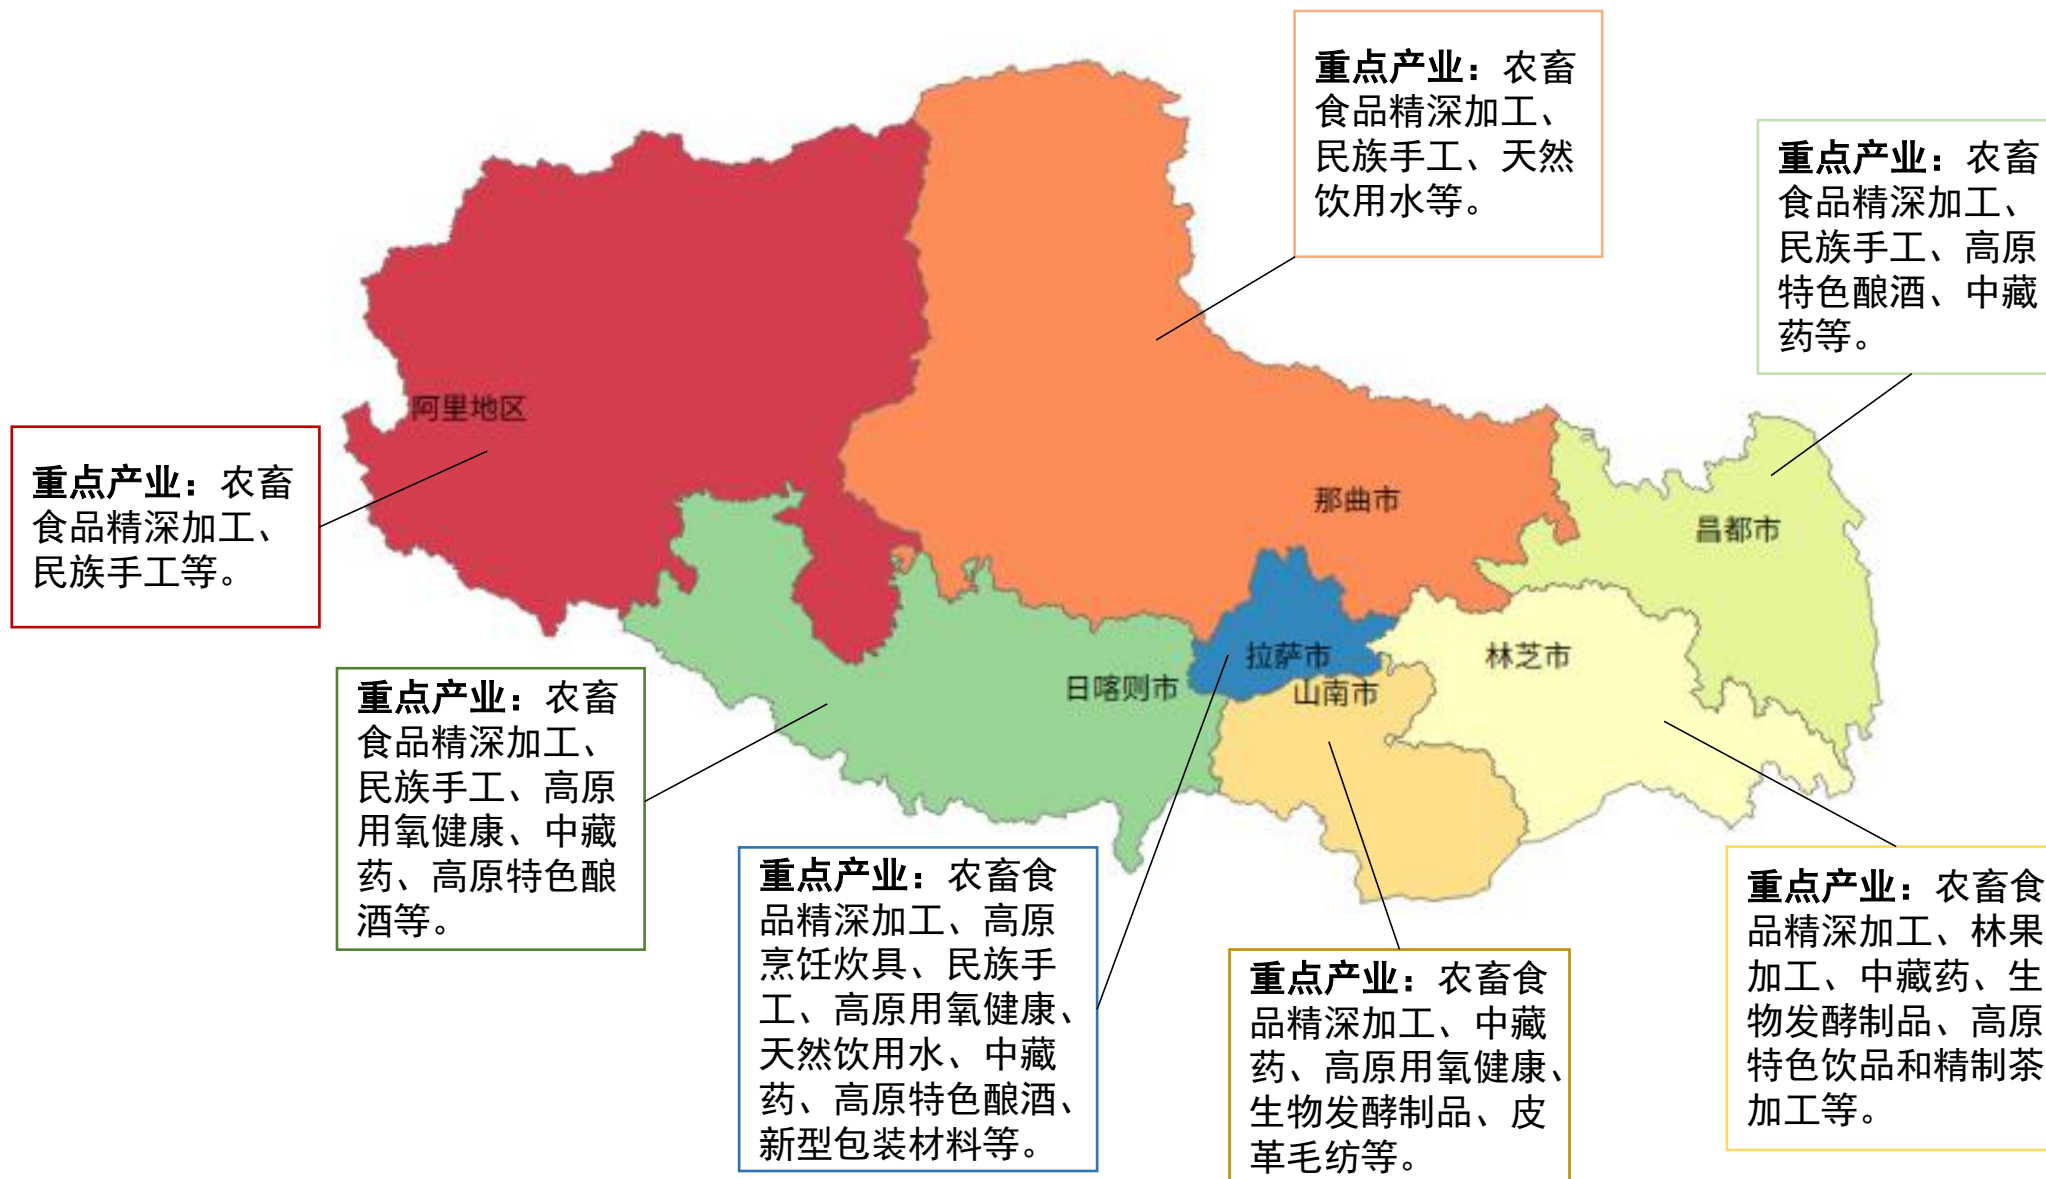 重点产业：农畜
食品精深加工、
民族手工、天然
饮用水等。
重点产业：农畜
食品精深加工、
民族手工、高原
特色酿酒、中藏
药等。
阿里地区
重点产业：农畜
食品精深加工、
民族手工等。
那曲市
昌都市
拉萨市
林芝市
日喀则市
山南市
重点产业：农畜
食品精深加工、
民族手工、高原
用氧健康、中藏
药、高原特色酿
酒等。
重点产业：农畜食
品精深加工、高原
烹饪炊具、民族手
工、高原用氧健康、
天然饮用水、中藏
药、高原特色酿酒、
新型包装材料等。
重点产业：农畜食
品精深加工、中藏
药、高原用氧健康、
生物发酵制品、皮
革毛纺等。
重点产业：农畜食
品精深加工、林果
加工、中藏药、生
物发酵制品、高原
特色饮品和精制茶
加工等。